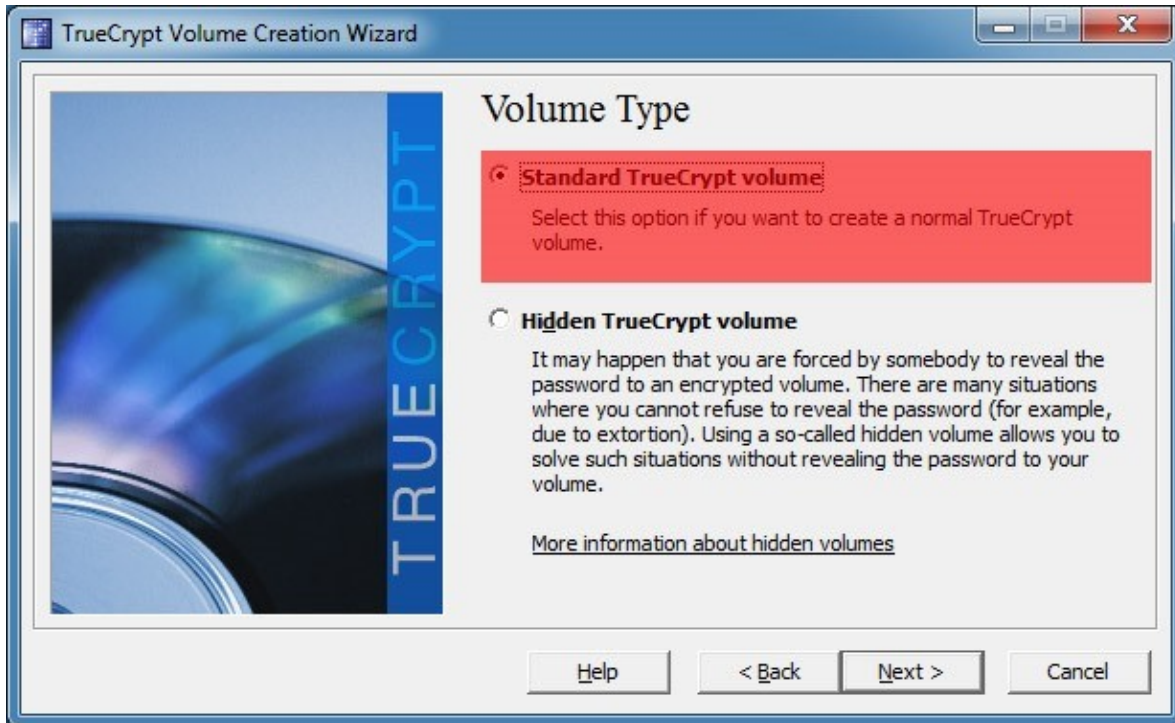 TrueCrypt Volume Creation Wizard
TRUECRYPT
Volume Type
Standard TrueCrypt volume
Select this option if you want to create a normal TrueCrypt
volume.
Hidden TrueCrypt volume
It may happen that you are forced by somebody to reveal the
password to an encrypted volume. There are many situations
where you cannot refuse to reveal the password (for example,
due to extortion). Using a so-called hidden volume allows you to
solve such situations without revealing the password to your
volume.
More information about hidden volumes
Help
< Back
Next >
Cancel